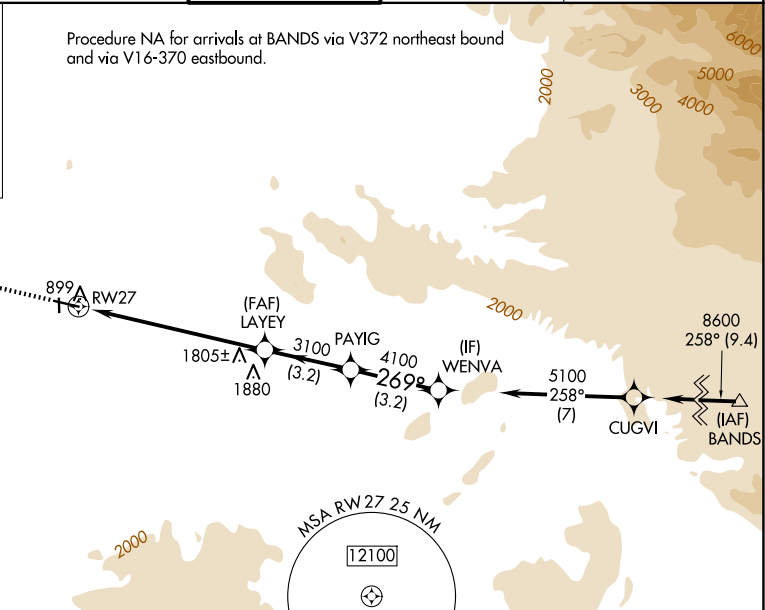 Procedure NA for arrivals at BANDS via V372 northeast bound
and via V16-370 eastbound.
6000
5000
4000
3000
2000
899
RW27
(FAF)
LAYEY
1805±
1880
3100
(3.2)
PAYIG
4100
269°
(3.2)
(IF)
WENVA
2000
5100
258°
(7)
CUGVI
8600
258° (9.4)
(IAF)
BANDS
2000
MSA RW27 25 NM
12100